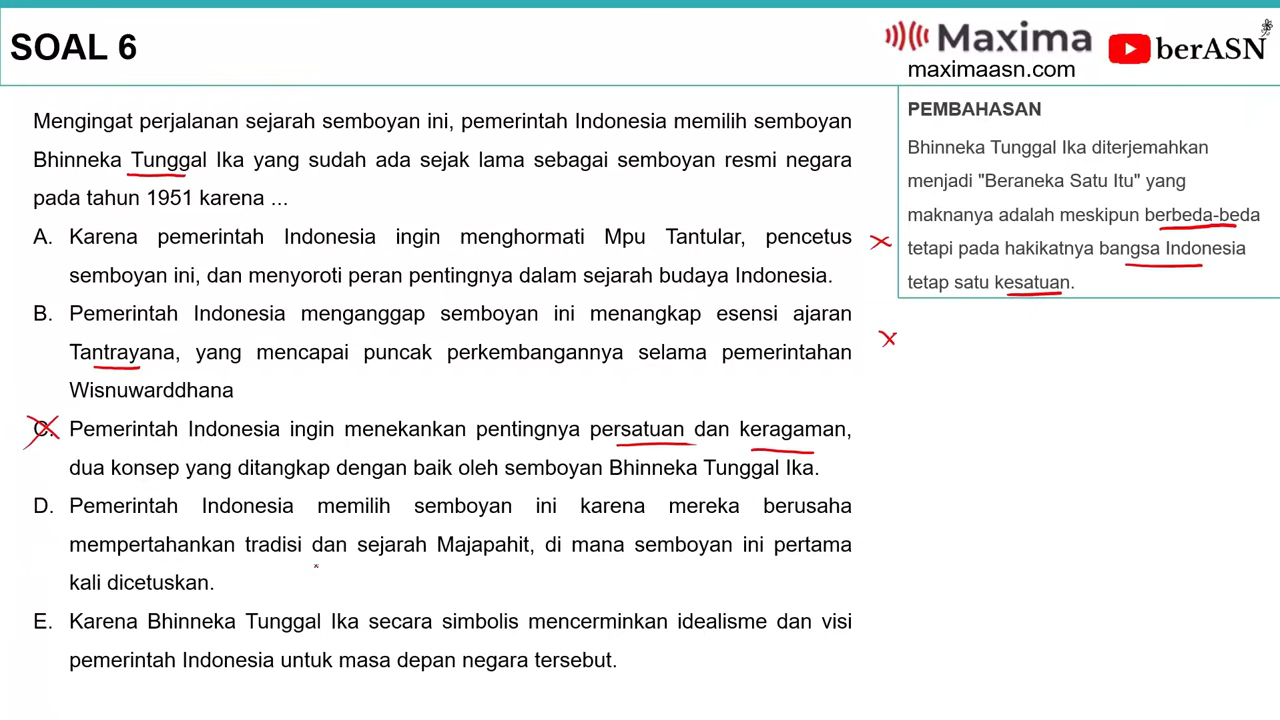 SOAL 6
Maxima
maximaasn.com
berASN
Mengingat perjalanan sejarah semboyan ini, pemerintah Indonesia memilih semboyan
Bhinneka Tunggal Ika yang sudah ada sejak lama sebagai semboyan resmi negara
pada tahun 1951 karena ...
A. Karena pemerintah Indonesia ingin menghormati Mpu Tantular, pencetus
semboyan ini, dan menyoroti peran pentingnya dalam sejarah budaya Indonesia.
B. Pemerintah Indonesia menganggap semboyan ini menangkap esensi ajaran
Tantrayana, yang mencapai puncak perkembangannya selama pemerintahan
Wisnuwarddhana
C. Pemerintah Indonesia ingin menekankan pentingnya persatuan dan keragaman,
dua konsep yang ditangkap dengan baik oleh semboyan Bhinneka Tunggal Ika.
D. Pemerintah Indonesia memilih semboyan ini karena mereka berusaha
mempertahankan tradisi dan sejarah Majapahit, di mana semboyan ini pertama
kali dicetuskan.
E. Karena Bhinneka Tunggal Ika secara simbolis mencerminkan idealisme dan visi
pemerintah Indonesia untuk masa depan negara tersebut.
PEMBAHASAN
Bhinneka Tunggal Ika diterjemahkan
menjadi "Beraneka Satu Itu" yang
maknanya adalah meskipun berbeda-beda
tetapi pada hakikatnya bangsa Indonesia
tetap satu kesatuan.